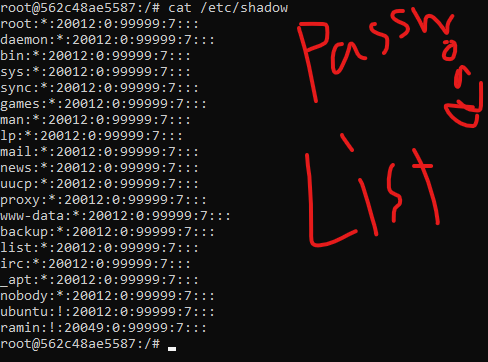 root@562c48ae5587:/# cat /etc/shadow
root:*:20012:0:99999:7:::
daemon:*:20012:0:99999:7:::
bin:*:20012:0:99999:7:::
sys:*:20012:0:99999:7:::
sync:*:20012:0:99999:7:::
games:*:20012:0:99999:7:::
man:*:20012:0:99999:7:::
lp:*:20012:0:99999:7:::
mail:*:20012:0:99999:7:::
news:*:20012:0:99999:7:::
uucp:*:20012:0:99999:7:::
proxy:*:20012:0:99999:7:::
www-data:*:20012:0:99999:7:::
backup:*:20012:0:99999:7:::
list:*:20012:0:99999:7:::
irc:*:20012:0:99999:7:::
_apt:*:20012:0:99999:7:::
nobody:*:20012:0:99999:7:::
ubuntu:!:20012:0:99999:7:::
ramin:!:20049:0:99999:7:::
root@562c48ae5587:/#
Password
List